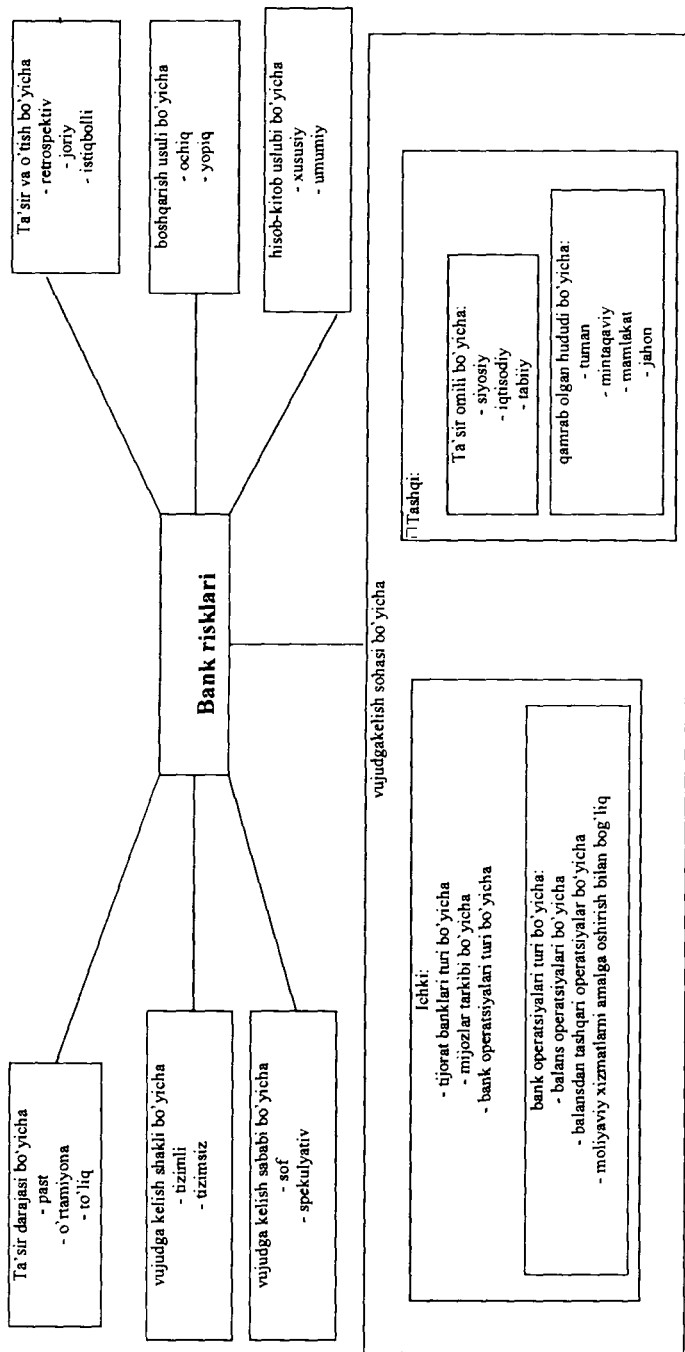 Ta'sir darajasi bo'yicha
- past
- o'rtamiyona
- to'liq
vujudga kelish shakli bo'yicha
- tizimli
- tizimsiz
vujudga kelish sababi bo'yicha
- sof
- spekulyativ
Bank risklari
Ta'sir va o'tish bo'yicha
- retrospektiv
- joriy
- istiqbolli
boshqarish usuli bo'yicha
- ochiq
- yopiq
hisob-kitob uslubi bo'yicha
- xususiy
- umumiy
vujudgakelish sohasi bo'yicha
Ichki:
- tijorat banklari turi bo'yicha
- mijozlar tarkibi bo'yicha
- bank operatsiyalari turi bo'yicha
bank operatsiyalari turi bo'yicha:
- balans operatsiyalari bo'yicha
- balansdan tashqari operatsiyalar bo'yicha
- moliyaviy xizmatlarni amalga oshirish bilan bog'liq
Tashqi:
Ta'sir omili bo'yicha:
- siyosiy
- iqtisodiy
- tabiiy
qamrab olgan hududi bo'yicha:
- tuman
- mintaqaviy
- mamlakat
- jahon